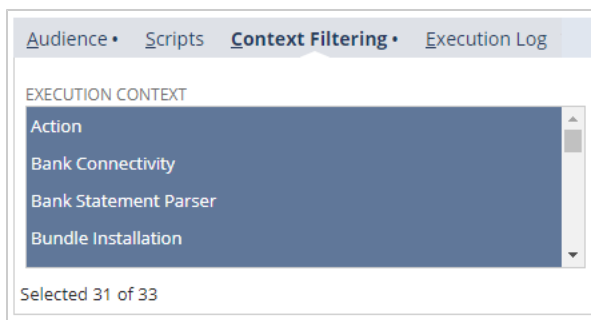 Audience • Scripts Context Filtering • Execution Log
EXECUTION CONTEXT
Action
Bank Connectivity
Bank Statement Parser
Bundle Installation
Selected 31 of 33